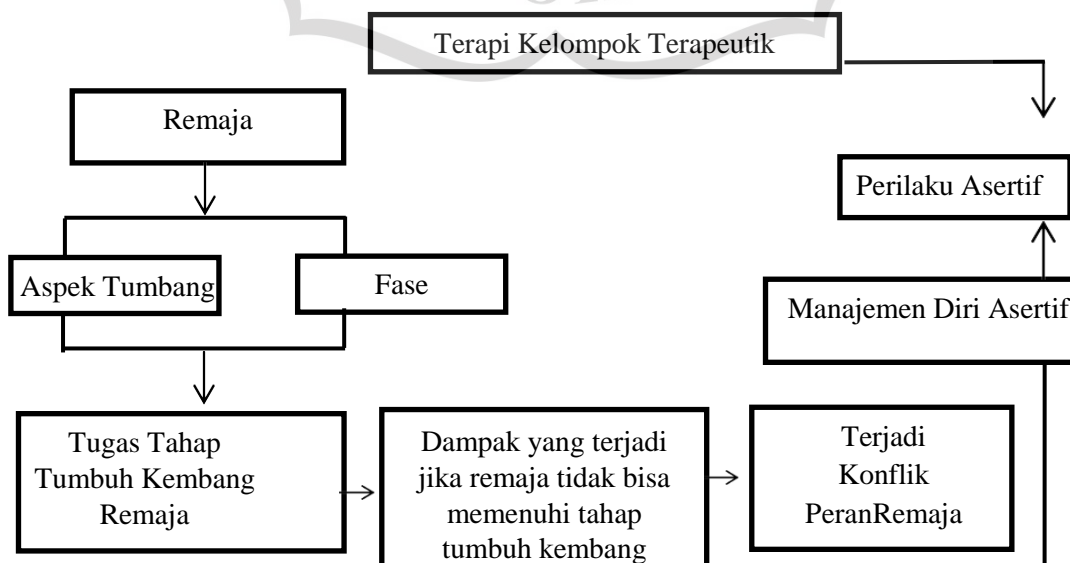 Terapi Kelompok Terapeutik
Remaja
Perilaku Asertif
Aspek Tumbang
Fase
Manajemen Diri Asertif
Tugas Tahap
Tumbuh Kembang
Remaja
Dampak yang terjadi
jika remaja tidak bisa
memenuhi tahap
tumbuh kembang
Terjadi
Konflik
PeranRemaja